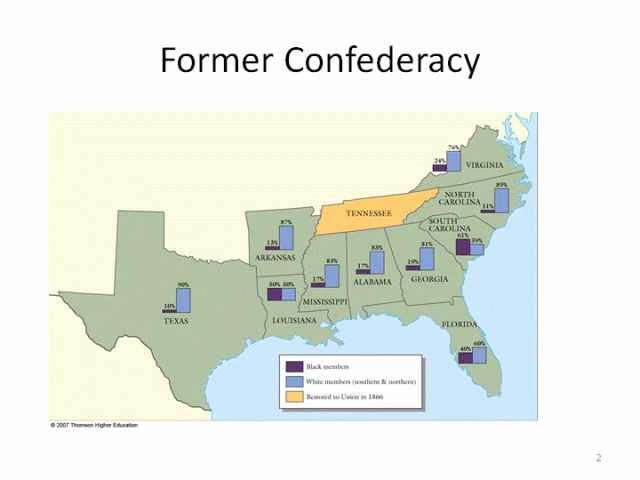 Former Confederacy
76%
24%
VIRGINIA
89%
NORTH
CAROLINA
11%
TENNESSEE
SOUTH
CAROLINA
61%
39%
87%
13%
ARKANSAS
83%
17%
MISSISSIPPI
83%
17%
ALABAMA
81%
19%
GEORGIA
90%
10%
TEXAS
50% 50%
LOUISIANA
FLORIDA
60%
40%
Black members
White members (southern & northern)
Restored to Union in 1866
© 2007 Thomson Higher Education
2